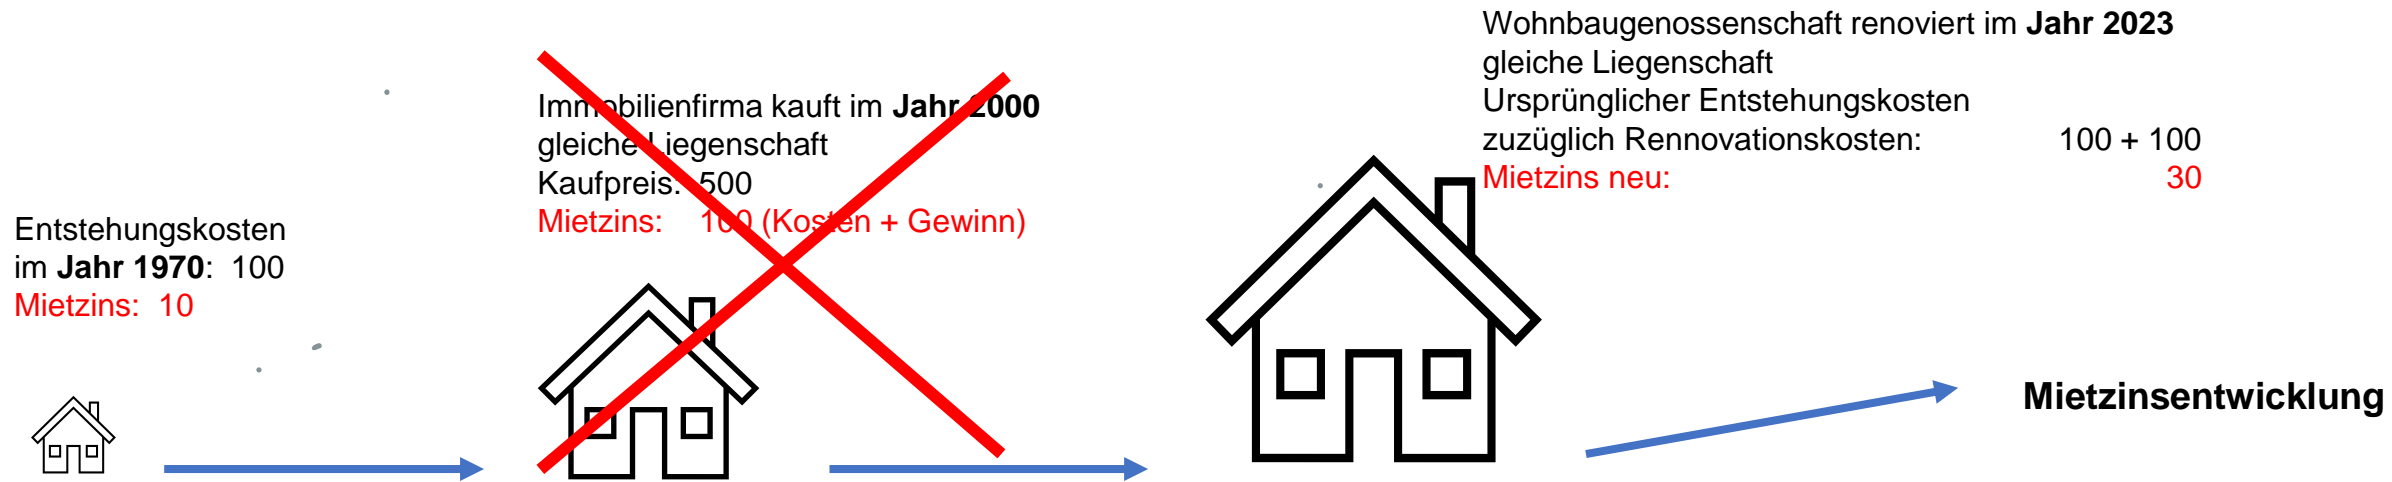 Entstehungskosten
im Jahr 1970: 100
Mietzins: 10
Immobilienfirma kauft im Jahr 2000
gleiche Liegenschaft
Kaufpreis: 500
Mietzins: 100 (Kosten + Gewinn)
Wohnbaugenossenschaft renoviert im Jahr 2023
gleiche Liegenschaft
Ursprünglicher Entstehungskosten
zuzüglich Rennovationskosten: 100 + 100
Mietzins neu: 30
Mietzinsentwicklung